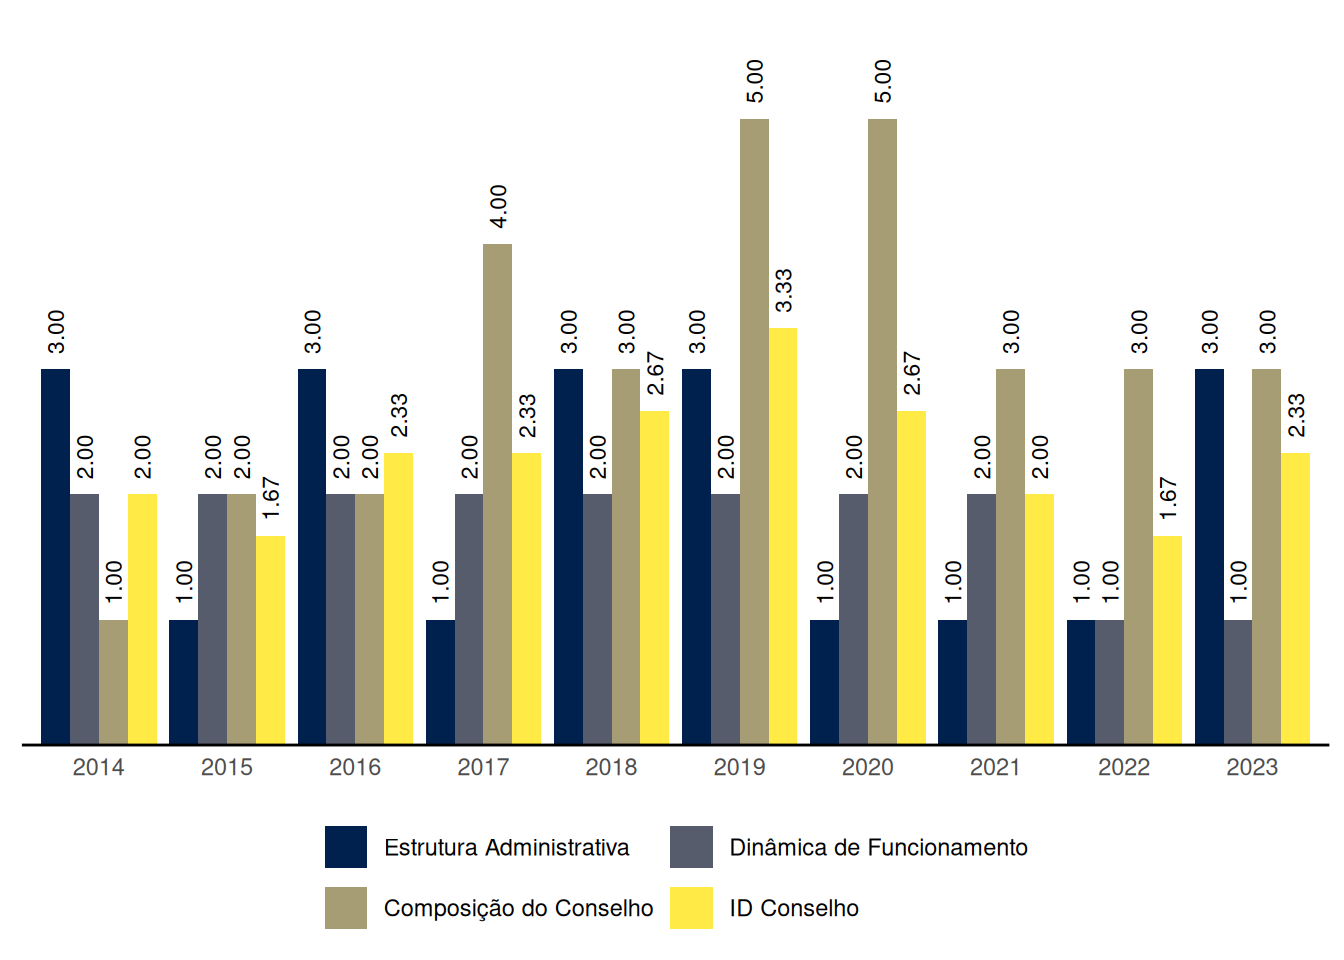 3.00 2.00 1.00 2.00
1.00 2.00 2.00 1.67
3.00 2.00 2.00 2.33
1.00 2.00 4.00 2.33
3.00 2.00 3.00 2.67
3.00 2.00 5.00 3.33
1.00 2.00 5.00 2.67
1.00 2.00 3.00 2.00
1.00 1.00 3.00 1.67
3.00 1.00 3.00 2.33
2014 2015 2016 2017 2018 2019 2020 2021 2022 2023
Estrutura Administrativa Dinâmica de Funcionamento
Composição do Conselho ID Conselho